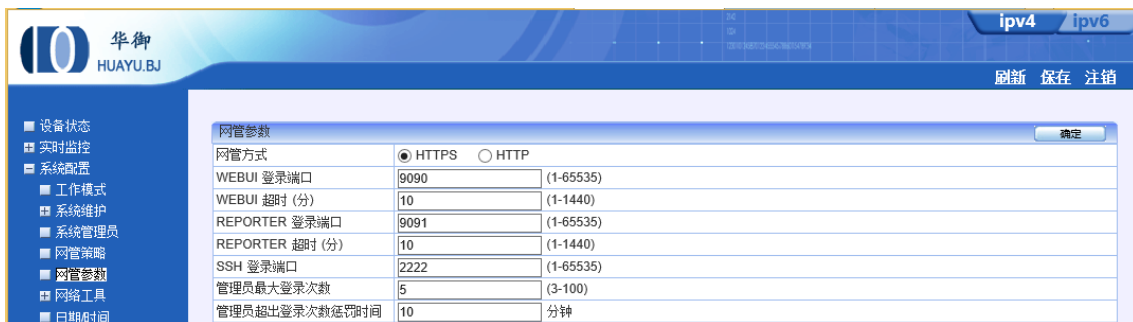 ipv4 ipv6
华御
HUAYU.BJ
刷新 保存 注销
设备状态
实时监控
系统配置
工作模式
系统维护
系统管理员
网管策略
网管参数
网络工具
日期/时间
网管参数 确定
网管方式 HTTPS HTTP
WEBUI 登录端口 9090 (1-65535)
WEBUI 超时 (分) 10 (1-1440)
REPORTER 登录端口 9091 (1-65535)
REPORTER 超时 (分) 10 (1-1440)
SSH 登录端口 2222 (1-65535)
管理员最大登录次数 5 (3-100)
管理员超出登录次数惩罚时间 10 分钟